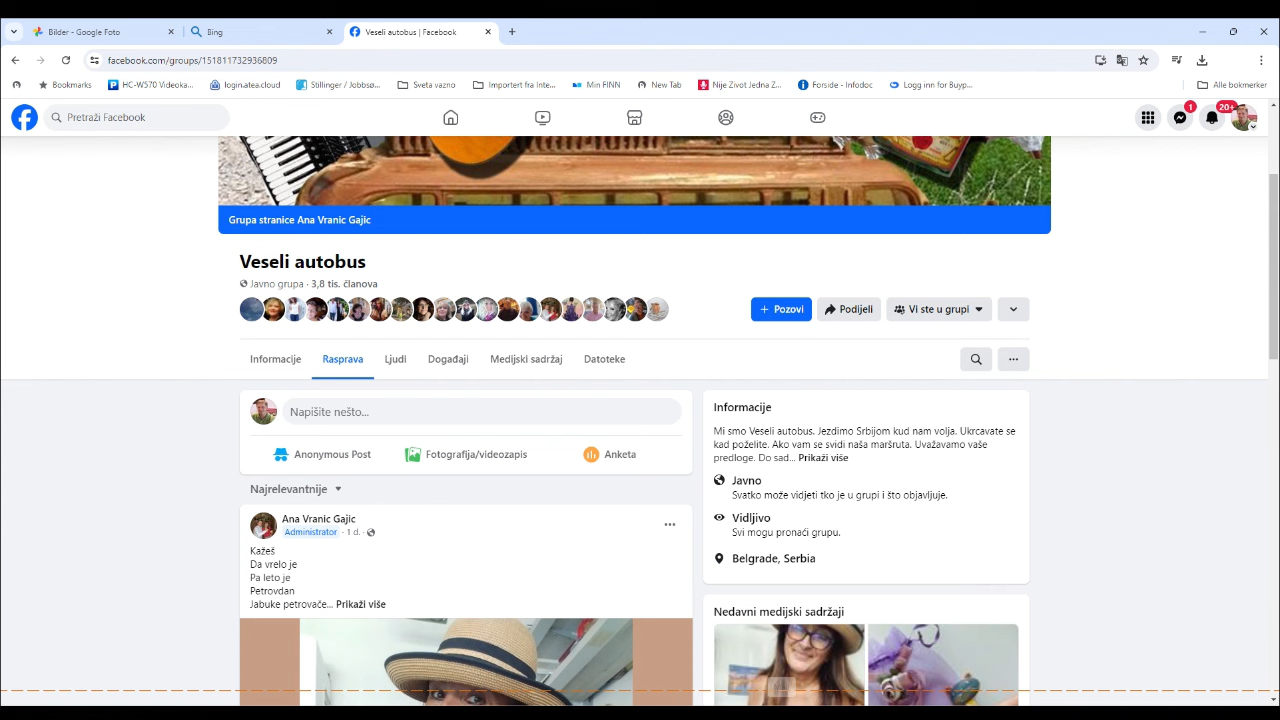 Bilder - Google Foto
Bing
Veseli autobus | Facebook
facebook.com/groups/151811732936809
Bookmarks
HC-W570 Videoka...
login.atea.cloud
Stillinger / Jobbsø...
Sveta vazno
Importert fra Inte...
Min FINN
New Tab
Nije Zivot Jedna Z...
Forside - Infodoc
Logg inn for Buyp...
Alle bokmerker
Pretraži Facebook
1
20+
Grupa stranice Ana Vranic Gajic
Veseli autobus
Javno grupa · 3,8 tis. članova
+ Pozovi
Podijeli
Vi ste u grupi
Informacije
Rasprava
Ljudi
Događaji
Medijski sadržaj
Datoteke
Napišite nešto...
Anonymous Post
Fotografija/videozapis
Anketa
Najrelevantnije
Ana Vranic Gajic
Administrator · 1 d. ·
Kažeš
Da vrelo je
Pa leto je
Petrovdan
Jabuke petrovače... Prikaži više
Informacije
Mi smo Veseli autobus. Jezdimo Srbijom kud nam volja. Ukrcavate se
kad poželite. Ako vam se svidi naša maršruta. Uvažavamo vaše
predloge. Do sad... Prikaži više
Javno
Svatko može vidjeti tko je u grupi i što objavljuje.
Vidljivo
Svi mogu pronaći grupu.
Belgrade, Serbia
Nedavni medijski sadržaji